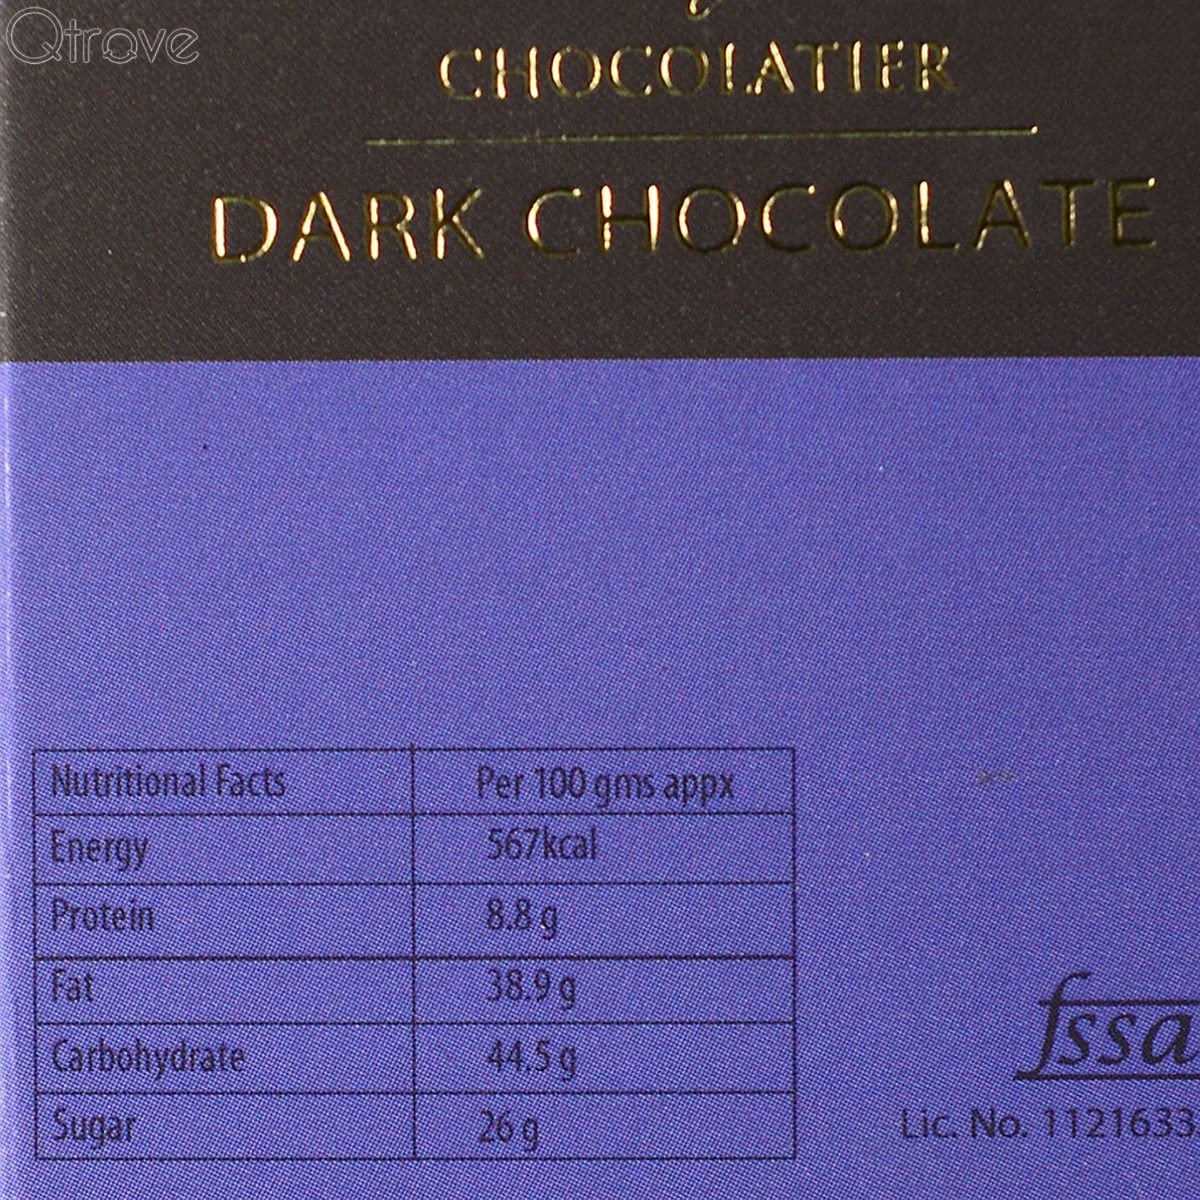 Qtrove
CHOCOLATIER
DARK CHOCOLATE
Nutritional Facts Per 100 gms appx
Energy 567kcal
Protein 8.8 g
Fat 38.9 g
Carbohydrate 44.5 g
Sugar 26 g
fssa
Lic. No. 1121633